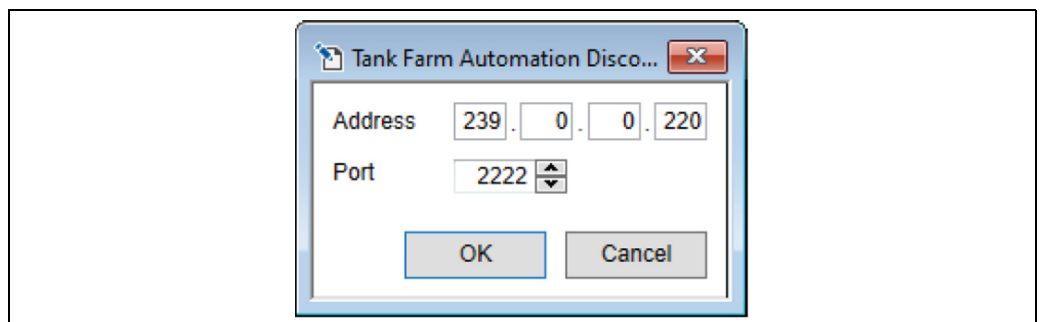 Tank Farm Automation Disco...
Address 239 . 0 . 0 . 220
Port 2222
OK Cancel